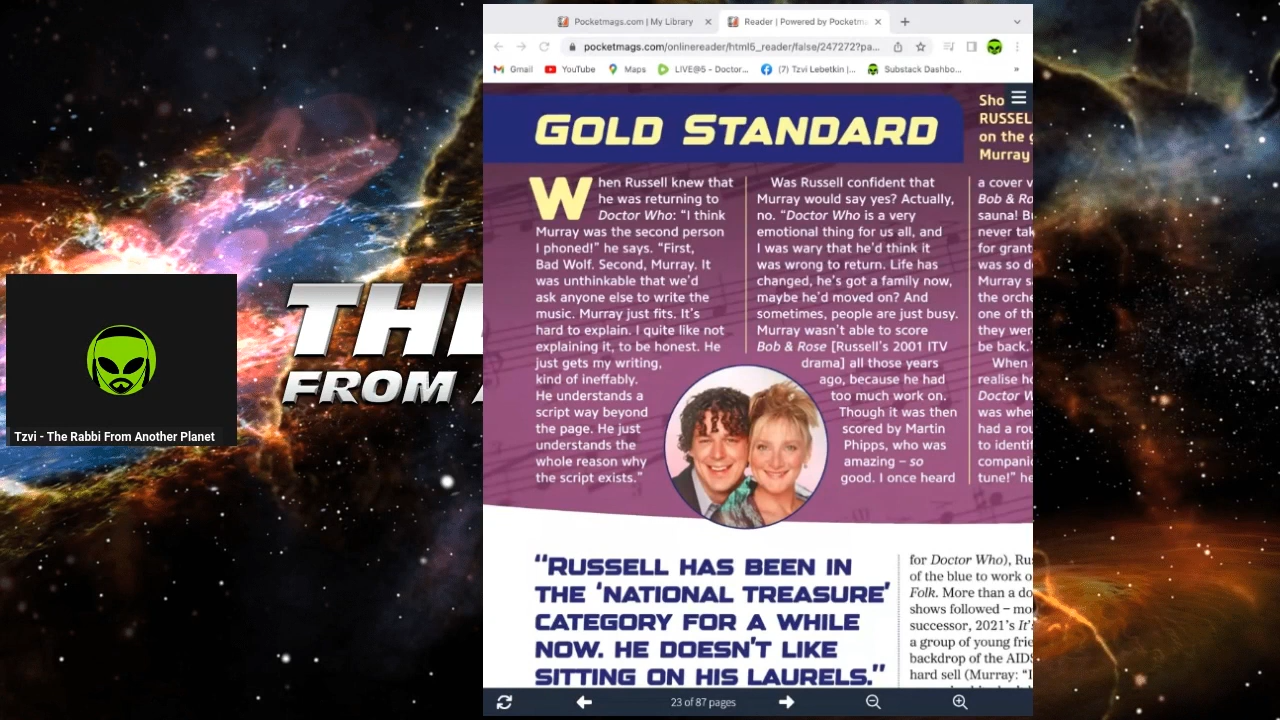 Pocketmags.com | My Library
Reader | Powered by Pocketm
pocketmags.com/onlinereader/html5_reader/false/247272?pa...
Gmail
YouTube
Maps
LIVE@5 - Doctor...
(7) Tzvi Lebetkin |...
Substack Dashbo...
»
GOLD STANDARD
Sho
RUSSEL
on the
Murray
When Russell knew that
he was returning to
Doctor Who: “I think
Murray was the second person
I phoned!” he says. “First,
Bad Wolf. Second, Murray. It
was unthinkable that we’d
ask anyone else to write the
music. Murray just fits. It’s
hard to explain. I quite like not
explaining it, to be honest. He
just gets my writing,
kind of ineffably.
He understands a
script way beyond
the page. He just
understands the
whole reason why
the script exists.”
Was Russell confident that
Murray would say yes? Actually,
no. “Doctor Who is a very
emotional thing for us all, and
I was wary that he’d think it
was wrong to return. Life has
changed, he’s got a family now,
maybe he’d moved on? And
sometimes, people are just busy.
Murray wasn’t able to score
Bob & Rose [Russell’s 2001 ITV
drama] all those years
ago, because he had
too much work on.
Though it was then
scored by Martin
Phipps, who was
amazing – so
good. I once heard
a cover v
Bob & Ro
sauna! B
never tak
for grant
was so d
Murray s
the orche
one of th
they wer
be back.
When
realise h
Doctor W
was whe
had a rou
to identif
compani
tune!” he
“RUSSELL HAS BEEN IN
THE ‘NATIONAL TREASURE’
CATEGORY FOR A WHILE
NOW. HE DOESN’T LIKE
SITTING ON HIS LAURELS.”
for Doctor Who), Ru
of the blue to work o
Folk. More than a do
shows followed – mo
successor, 2021’s It’s
a group of young frie
backdrop of the AIDS
hard sell (Murray: “I
23 of 87 pages
THE
FROM A
Tzvi - The Rabbi From Another Planet